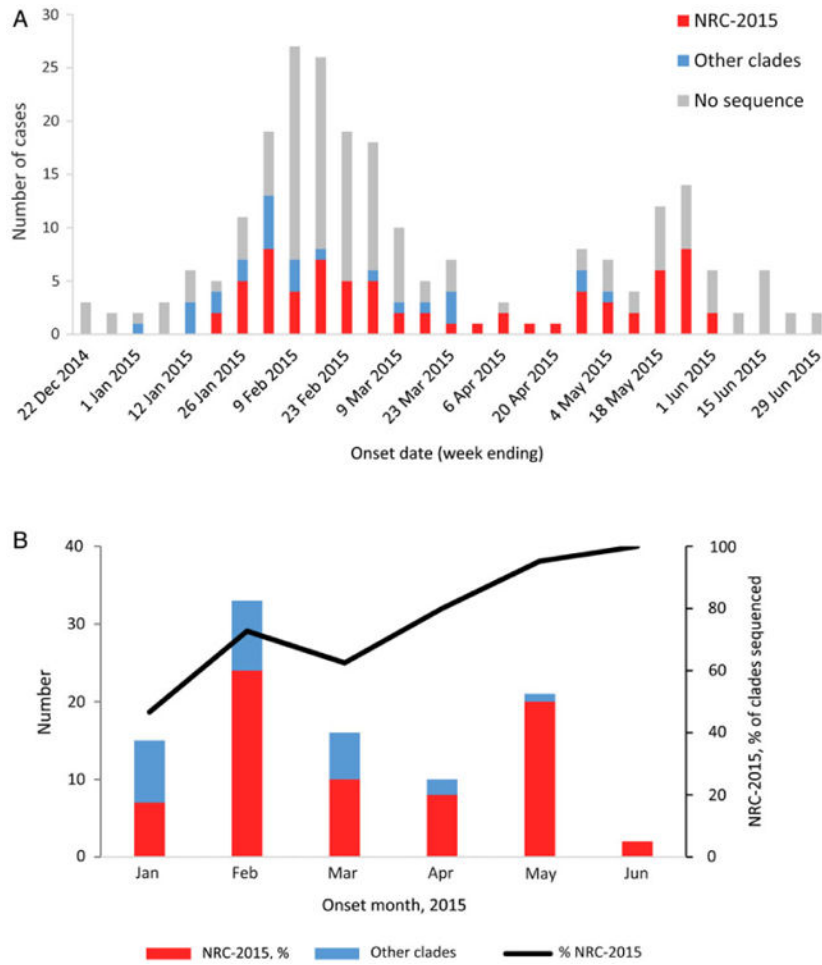 A
30
25
20
15
10
5
0
Number of cases
NRC-2015
Other clades
No sequence
22 Dec 2014
1 Jan 2015
12 Jan 2015
26 Jan 2015
9 Feb 2015
23 Feb 2015
9 Mar 2015
23 Mar 2015
6 Apr 2015
20 Apr 2015
4 May 2015
18 May 2015
1 Jun 2015
15 Jun 2015
29 Jun 2015
Onset date (week ending)
B
40
30
20
10
0
Number
100
80
60
40
20
0
NRC-2015, % of clades sequenced
Jan Feb Mar Apr May Jun
Onset month, 2015
NRC-2015, % Other clades % NRC-2015